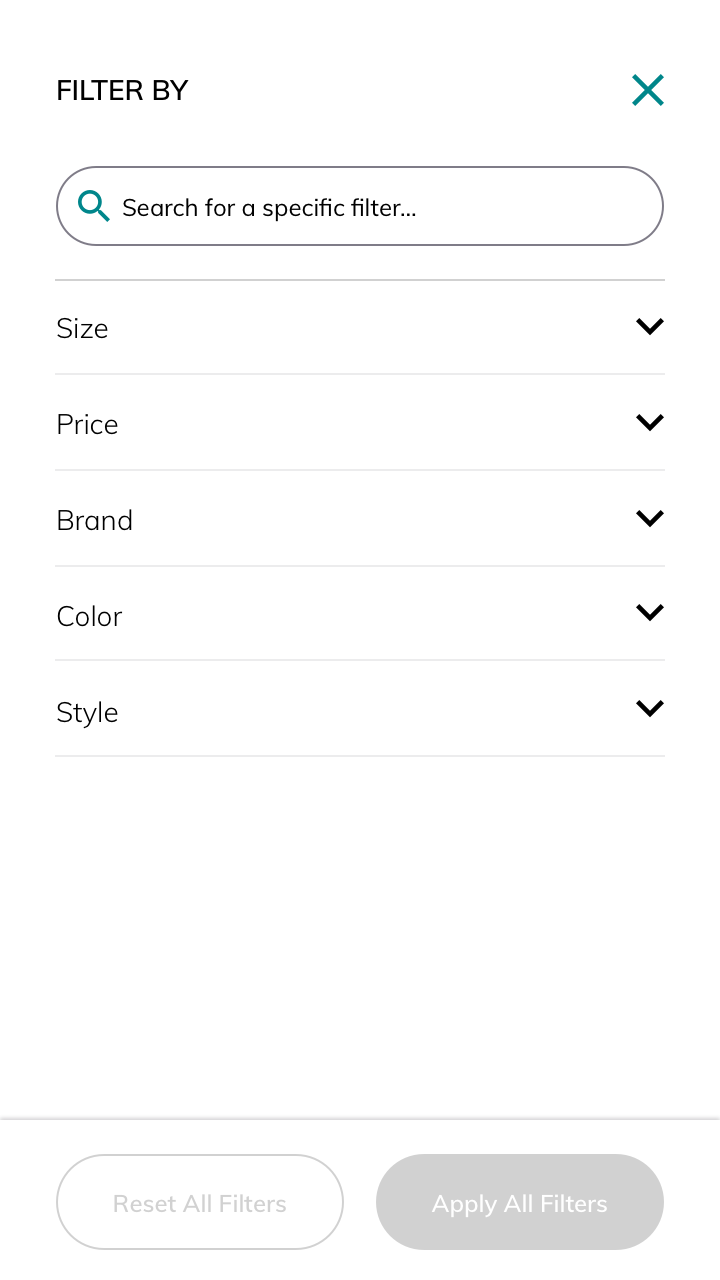 FILTER BY
Search for a specific filter...
Size
Price
Brand
Color
Style
Reset All Filters
Apply All Filters